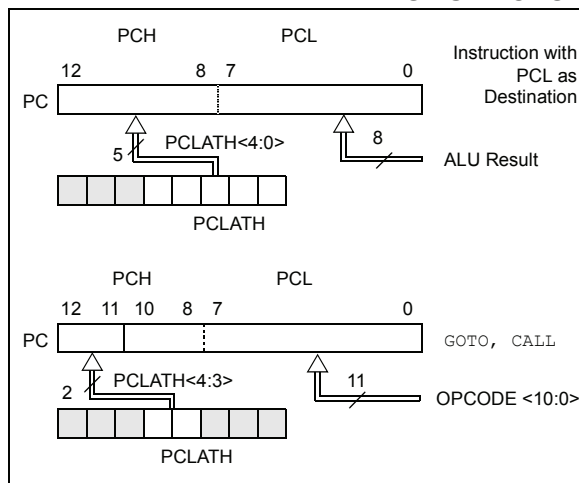 PCH PCL
12 8 7 0
Instruction with
PCL as
Destination
PC
5 PCLATH<4:0>
8
ALU Result
PCLATH
PCH PCL
12 11 10 8 7 0
PC
GOTO, CALL
2 PCLATH<4:3>
11
OPCODE <10:0>
PCLATH